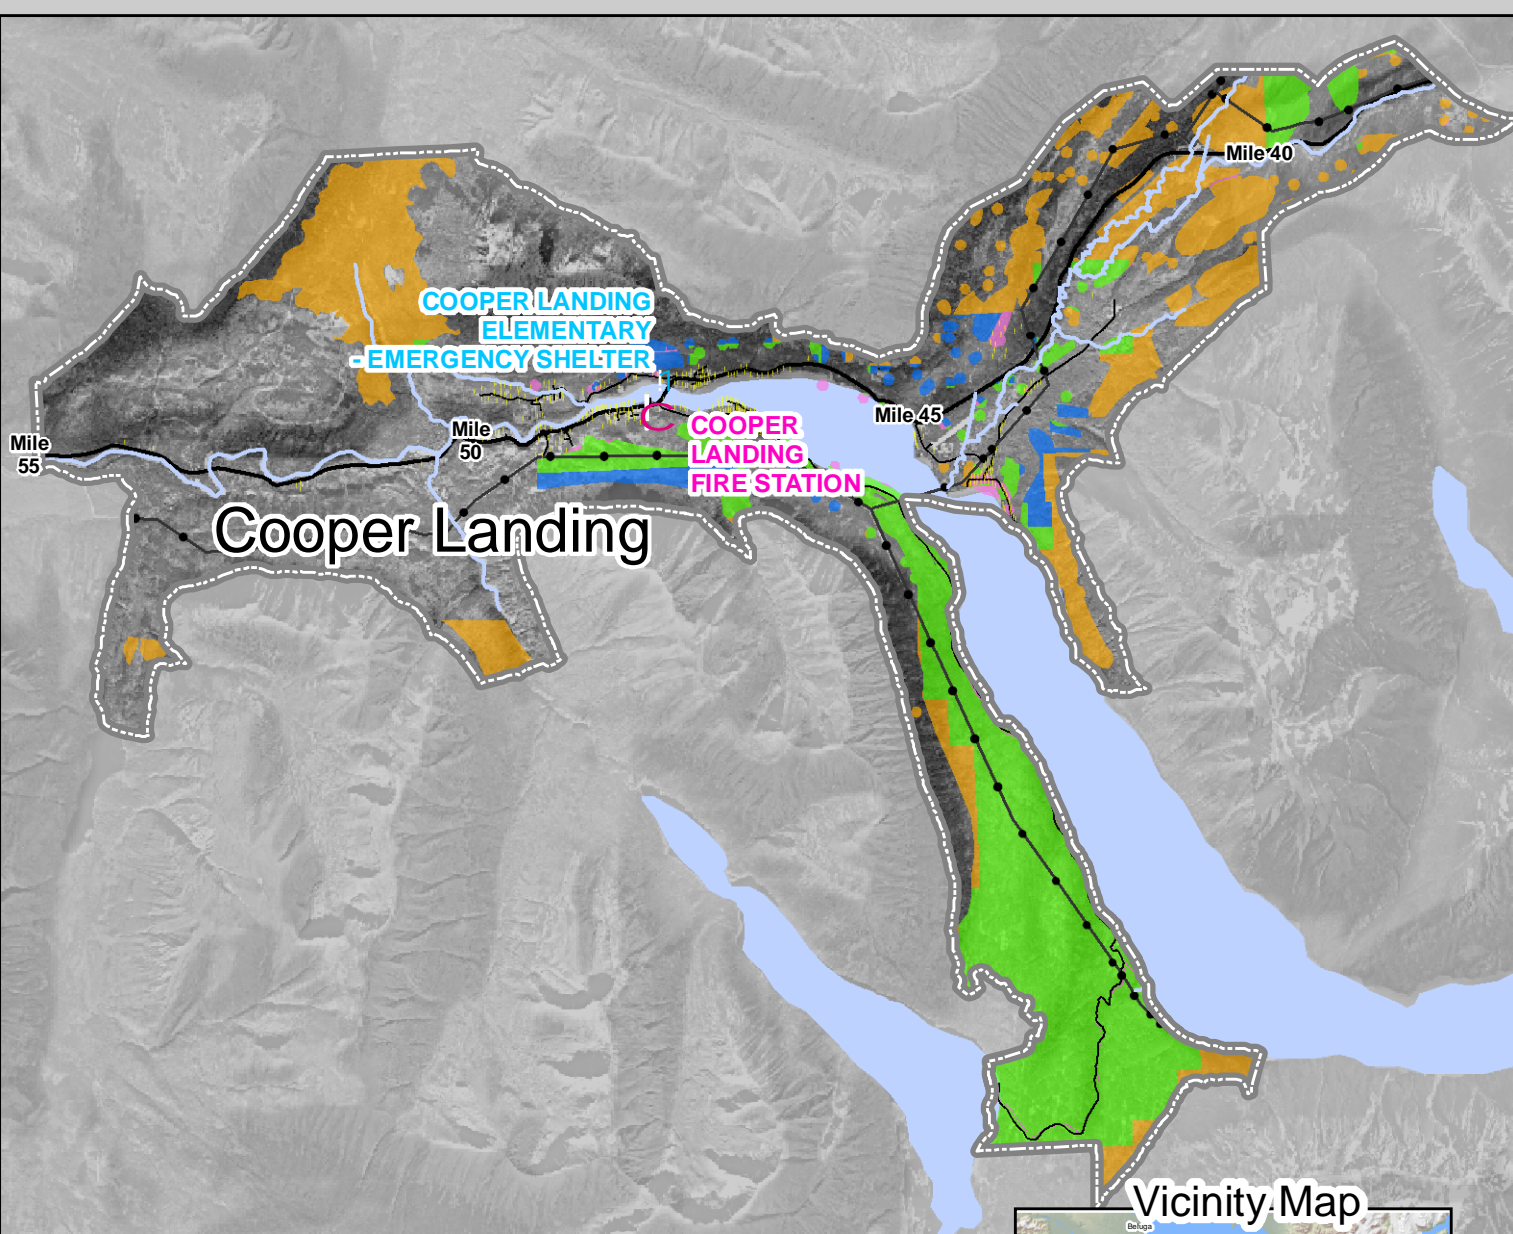 Mile 40
COOPER LANDING
ELEMENTARY
- EMERGENCY SHELTER
Mile 45
COOPER
LANDING
FIRE STATION
Mile
50
Mile
55
Cooper Landing
Vicinity Map
Beluga